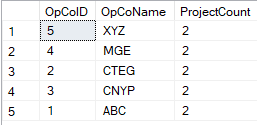 OpCoID OpCoName ProjectCount
1 5 XYZ 2
2 4 MGE 2
3 2 CTEG 2
4 3 CNYP 2
5 1 ABC 2